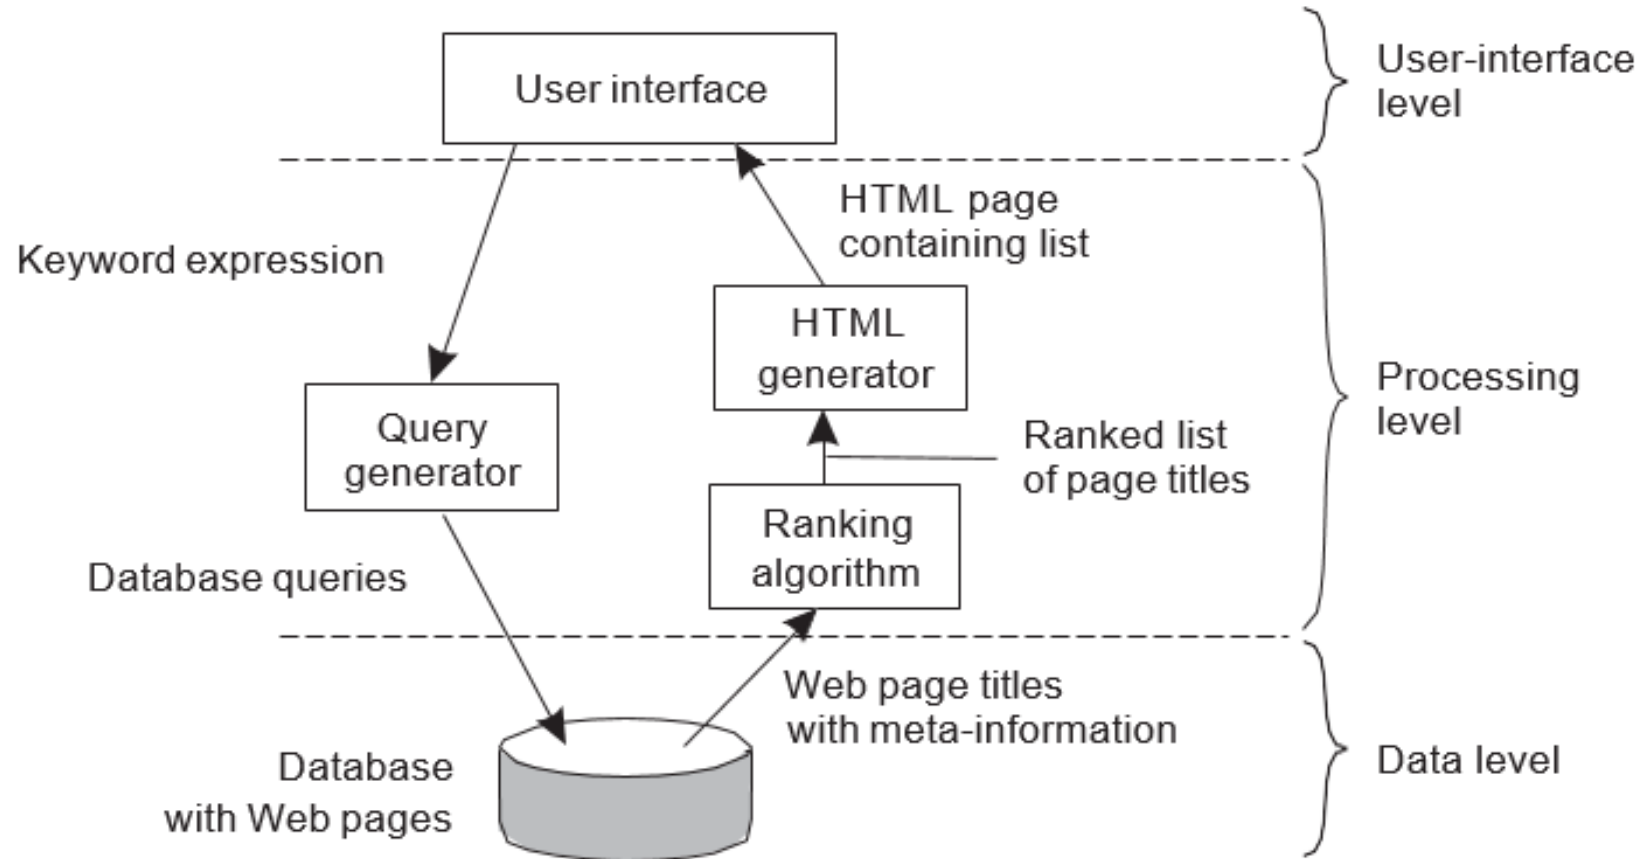 User interface
User-interface
level
HTML page
containing list
Keyword expression
HTML
generator
Processing
level
Query
generator
Ranked list
of page titles
Ranking
algorithm
Database queries
Web page titles
with meta-information
Database
with Web pages
Data level